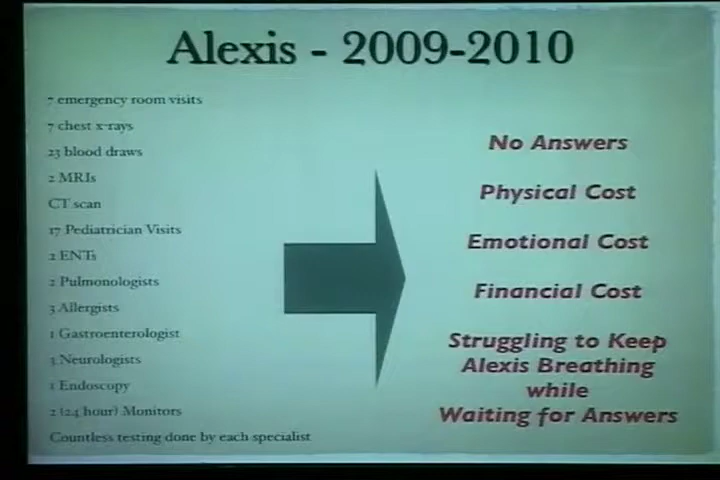 Alexis - 2009-2010
7 emergency room visits
7 chest x-rays
23 blood draws
2 MRIs
CT scan
17 Pediatrician Visits
2 ENTs
2 Pulmonologists
3 Allergists
1 Gastroenterologist
3 Neurologists
1 Endoscopy
2 (24 hour) Monitors
Countless testing done by each specialist
No Answers
Physical Cost
Emotional Cost
Financial Cost
Struggling to Keep
Alexis Breathing
while
Waiting for Answers